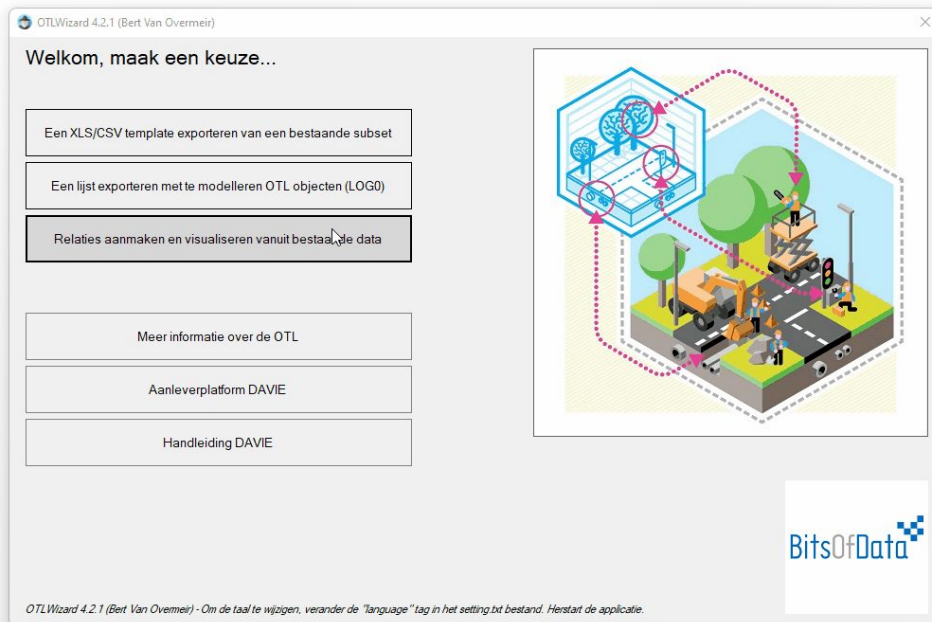 OTLWizard 4.2.1 (Bert Van Overmeir)
Welkom, maak een keuze...
Een XLS/CSV template exporteren van een bestaande subset
Een lijst exporteren met te modelleren OTL objecten (LOG0)
Relaties aanmaken en visualiseren vanuit bestaande data
Meer informatie over de OTL
Aanleverplatform DAVIE
Handleiding DAVIE
BitsOfData
OTLWizard 4.2.1 (Bert Van Overmeir) - Om de taal te wijzigen, verander de "language" tag in het setting.txt bestand. Herstart de applicatie.